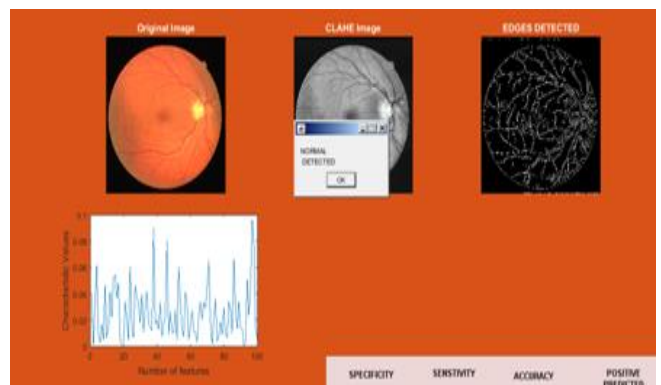 Original Image
CLAHE Image
EDGES DETECTED
NORMAL
DETECTED
OK
Characteristic Values
0.1
0.08
0.06
0.04
0.02
0
0 20 40 60 80 100
Number of features
SPECIFICITY SENSTIVITY ACCURACY POSITIVE
PREDICTED